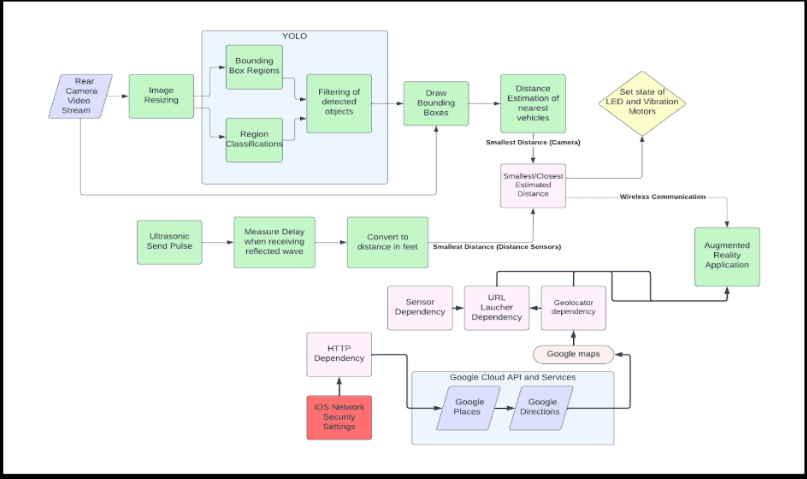 YOLO
Rear
Camera
Video
Stream
Image
Resizing
Bounding
Box Regions
Region
Classifications
Filtering of
detected
objects
Draw
Bounding
Boxes
Distance
Estimation of
nearest
vehicles
Set state of
LED and Vibration
Motors
Smallest Distance (Camera)
Smallest/Closest
Estimated
Distance
Wireless Communication
Ultrasonic
Send Pulse
Measure Delay
when receiving
reflected wave
Convert to
distance in feet
Smallest Distance (Distance Sensors)
Augmented
Reality
Application
Sensor
Dependency
URL
Laucher
Dependency
Geolocator
dependency
HTTP
Dependency
Google maps
Google Cloud API and Services
IOS Network
Security
Settings
Google
Places
Google
Directions